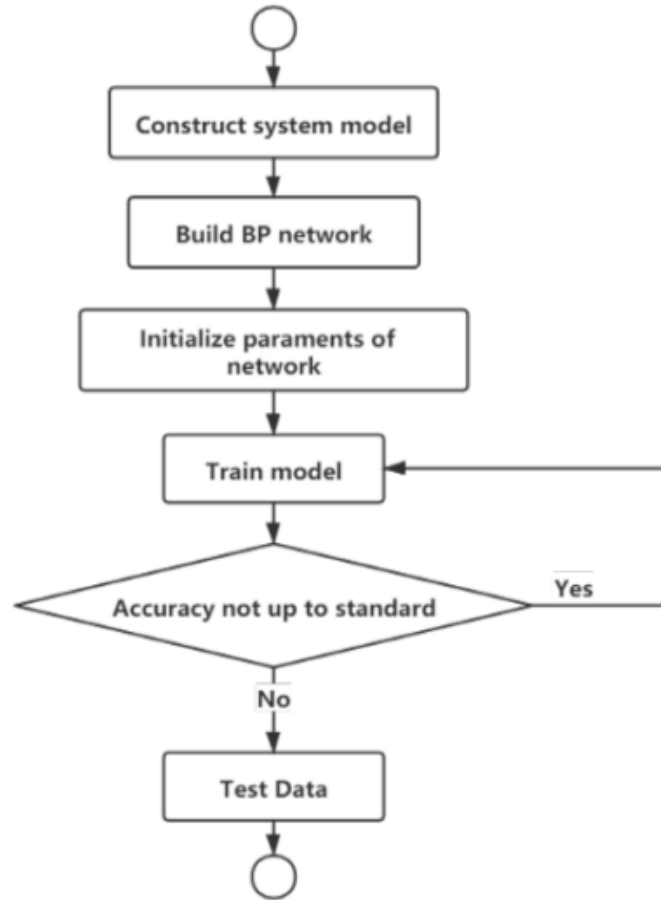 Construct system model
Build BP network
Initialize paraments of
network
Train model
Accuracy not up to standard
Yes
No
Test Data